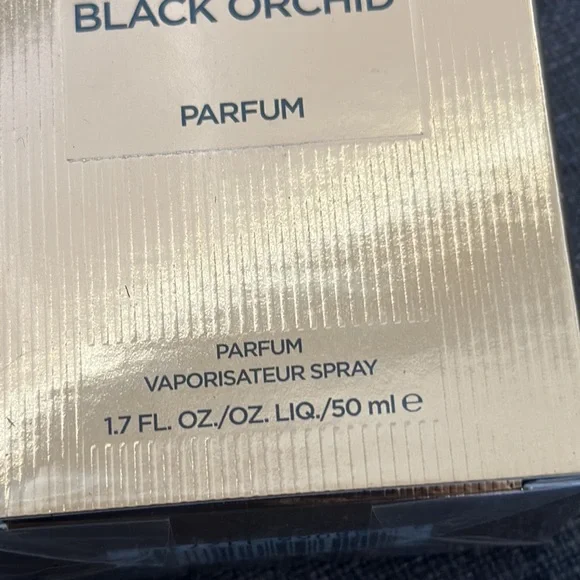 BLACK ORCHID
PARFUM
PARFUM
VAPORISATEUR SPRAY
1.7 FL. OZ./OZ. LIQ./50 ml ℮